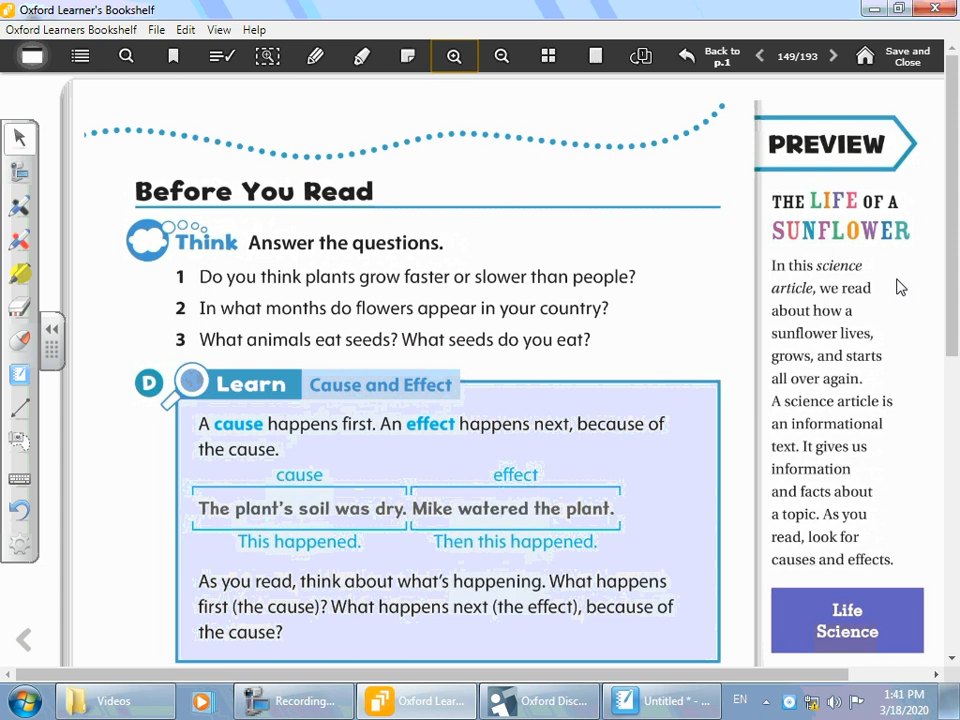 Oxford Learner's Bookshelf
Oxford Learners Bookshelf File Edit View Help
Back to p.1
149/193
Save and Close
Before You Read
Think Answer the questions.
1 Do you think plants grow faster or slower than people?
2 In what months do flowers appear in your country?
3 What animals eat seeds? What seeds do you eat?
D Learn Cause and Effect
A cause happens first. An effect happens next, because of
the cause.
cause effect
The plant's soil was dry. Mike watered the plant.
This happened. Then this happened.
As you read, think about what's happening. What happens
first (the cause)? What happens next (the effect), because of
the cause?
PREVIEW
THE LIFE OF A
SUNFLOWER
In this science
article, we read
about how a
sunflower lives,
grows, and starts
all over again.
A science article is
an informational
text. It gives us
information
and facts about
a topic. As you
read, look for
causes and effects.
Life
Science
Videos
Recording...
Oxford Lear...
Oxford Disc...
Untitled * - ...
EN
1:41 PM
3/18/2020